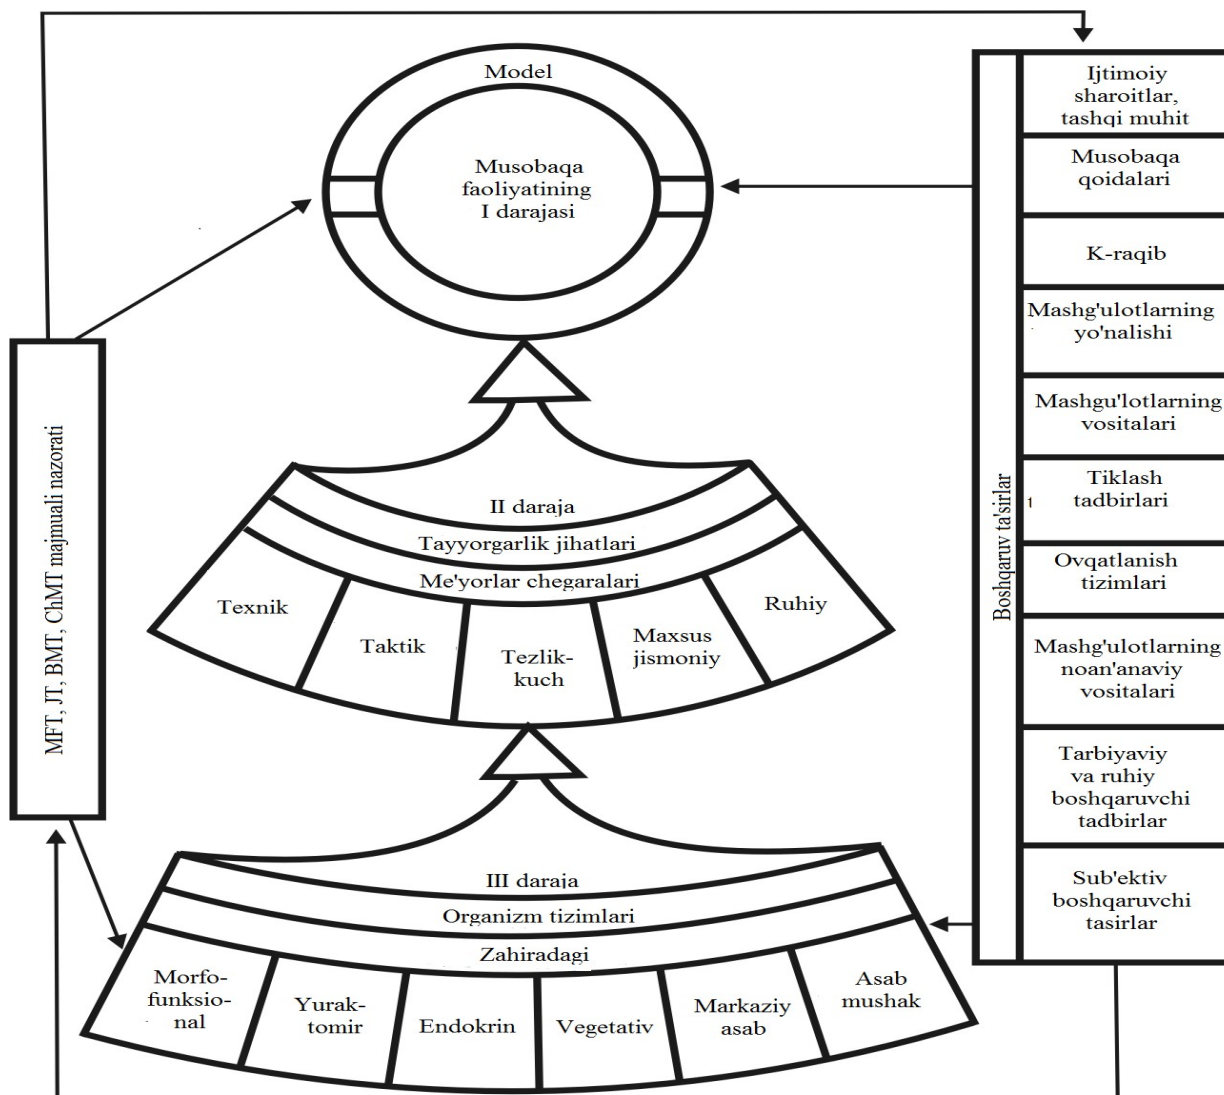 Model
Musobaqa
faoliyatining
I darajasi
II daraja
Tayyorgarlik jihatlari
Me'yorlar chegaralari
Texnik
Taktik
Tezlik-
kuch
Maxsus
jismoniy
Ruhiy
III daraja
Organizm tizimlari
Zahiradagi
Morfo-
funksio-
nal
Yurak-
tomir
Endokrin
Vegetativ
Markaziy
asab
Asab
mushak
MFT, JT, BMT, ChMT majmuali nazorati
Boshqaruv ta'sirlar
Ijtimoiy
sharoitlar,
tashqi muhit
Musobaqa
qoidalari
K-raqib
Mashg'ulotlarning
yo'nalishi
Mashgu'lotlarning
vositalari
Tiklash
tadbirlari
Ovqatlanish
tizimlari
Mashg'ulotlarning
noan'anaviy
vositalari
Tarbiyaviy
va ruhiy
boshqaruvchi
tadbirlar
Sub'ektiv
boshqaruvchi
tasirlar